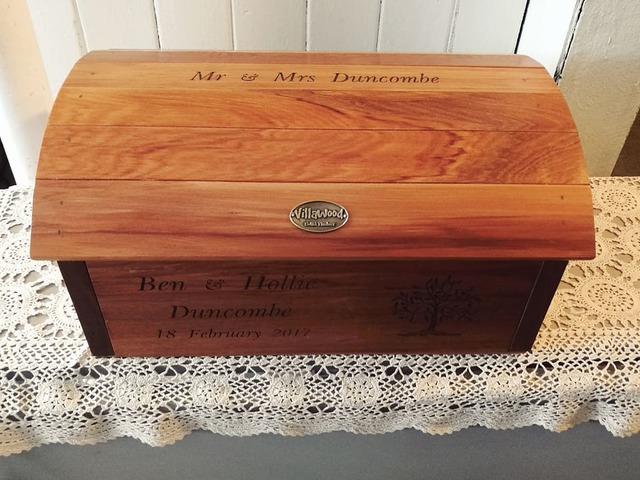 Mr & Mrs Duncombe
VillaWood
Ben & Hollie
Duncombe
18 February 2017